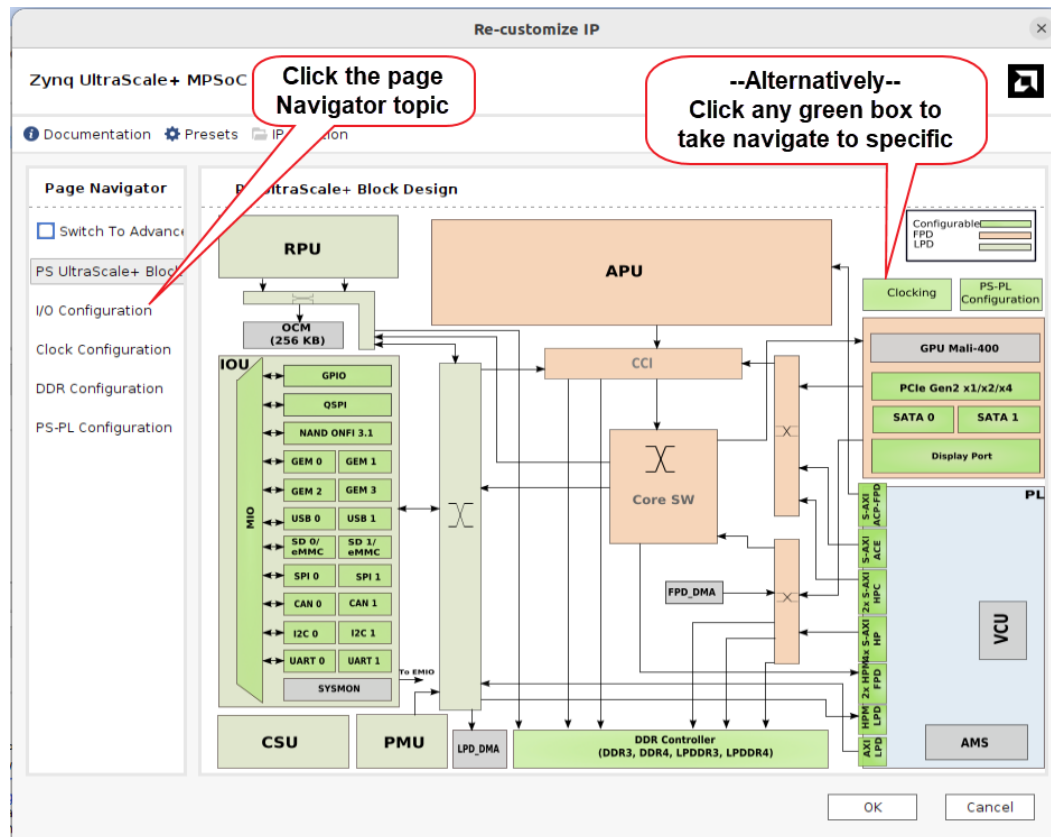 Re-customize IP
Zynq UltraScale+ MPSoC
Click the page
Navigator topic
--Alternatively--
Click any green box to
take navigate to specific
Documentation Presets IP
Page Navigator
Switch To Advance
PS UltraScale+ Block
I/O Configuration
Clock Configuration
DDR Configuration
PS-PL Configuration
UltraScale+ Block Design
Configurable
FPD
LPD
RPU
OCM
(256 KB)
APU
Clocking
PS-PL
Configuration
GPU Mali-400
PCIe Gen2 x1/x2/x4
SATA 0 SATA 1
Display Port
CCI
Core SW
FPD_DMA
IOU
MIO
GPIO
QSPI
NAND ONFI 3.1
GEM 0 GEM 1
GEM 2 GEM 3
USB 0 USB 1
SD 0/
eMMC
SD 1/
eMMC
SPI 0 SPI 1
CAN 0 CAN 1
I2C 0 I2C 1
UART 0 UART 1
SYSMON
To EMIO
CSU
PMU
LPD_DMA
DDR Controller
(DDR3, DDR4, LPDDR3, LPDDR4)
PL
S-AXI
ACP-FPD
S-AXI
ACE
2x S-AXI
HPC
4x S-AXI
HP
2x HPM
FPD
HPM
LPD
AXI
LPD
VCU
AMS
OK
Cancel